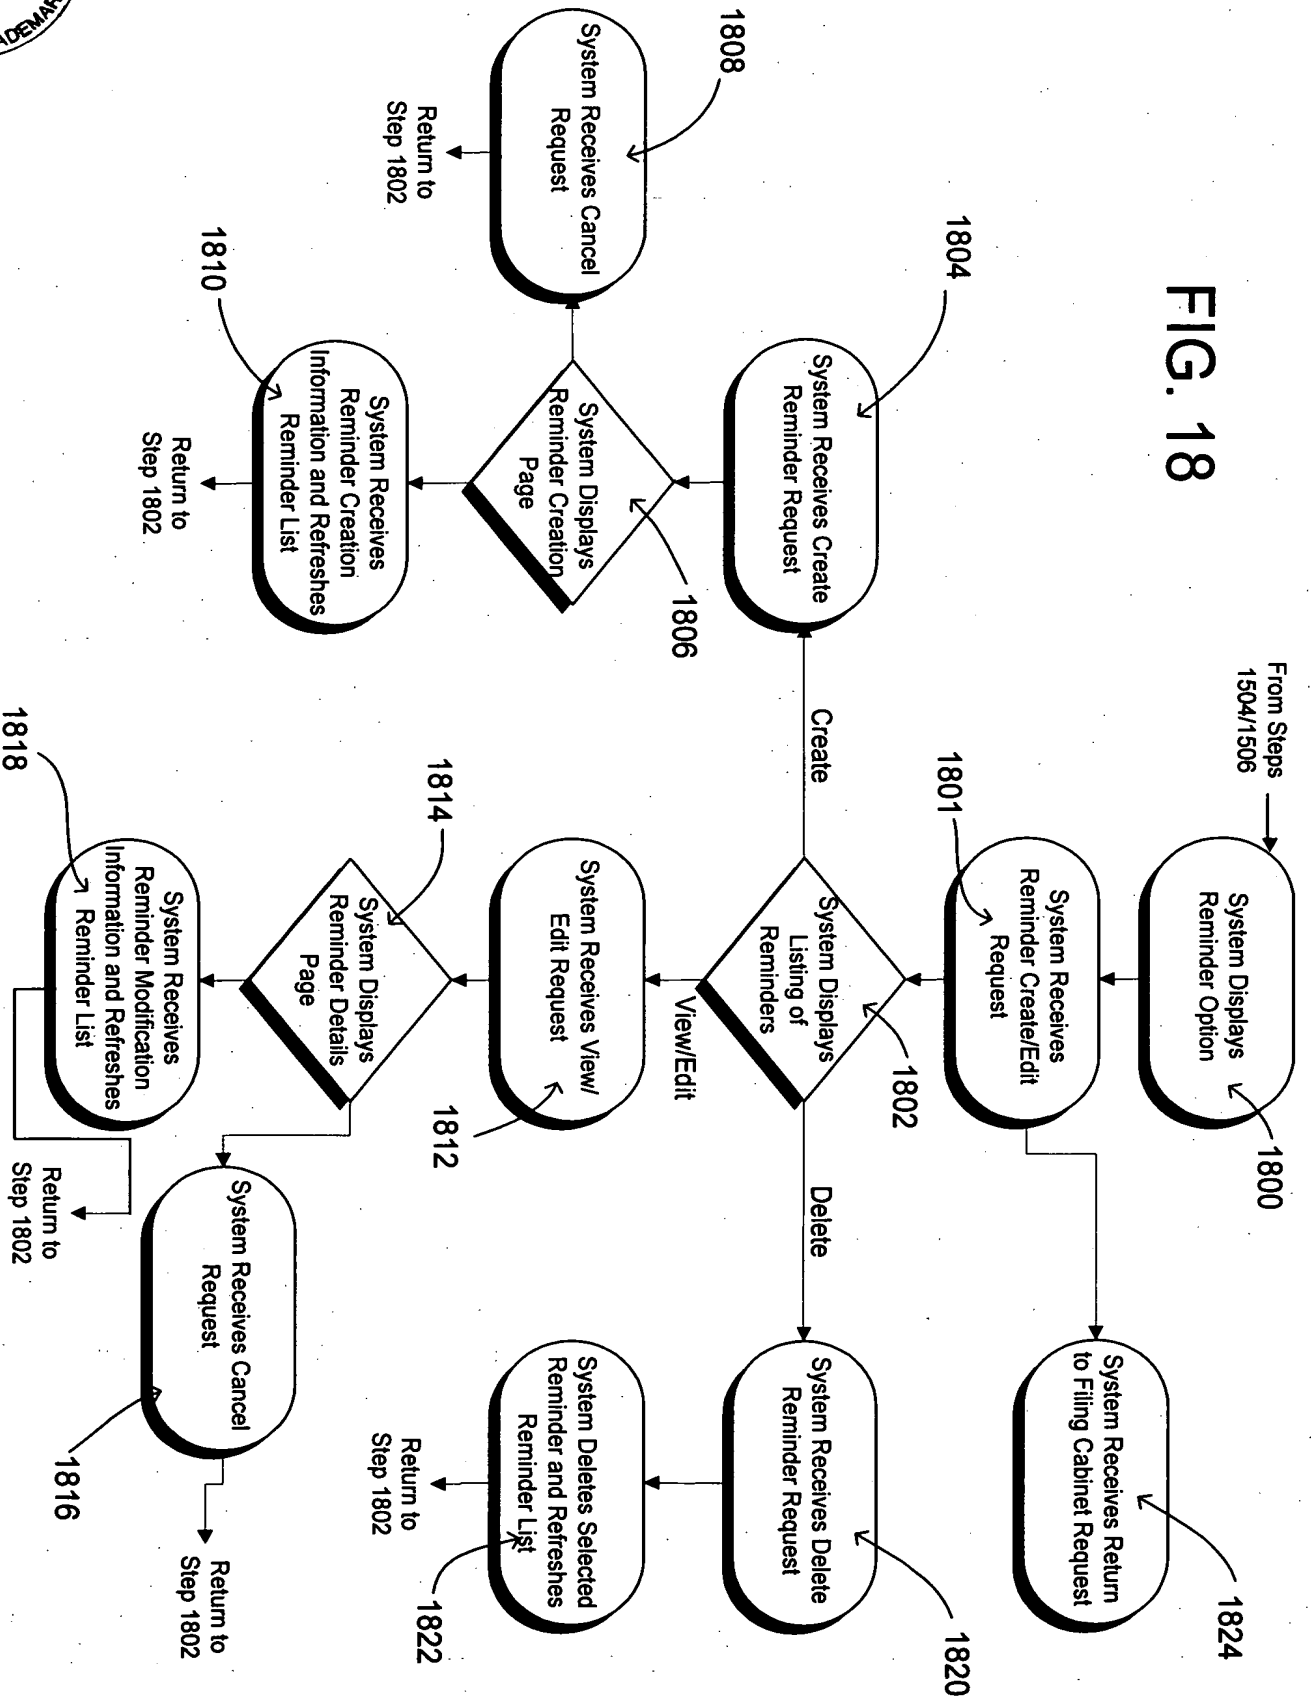 FIG. 18
From Steps
1504/1506
System Displays
Reminder Option
1800
System Receives
Reminder Create/Edit
Request
1801
System Receives Return
to Filing Cabinet Request
1824
System Displays
Listing of
Reminders
1802
Create
View/Edit
Delete
System Receives Create
Reminder Request
1804
System Displays
Reminder Creation
Page
1806
System Receives Cancel
Request
1808
Return to
Step 1802
System Receives
Reminder Creation
Information and Refreshes
Reminder List
1810
Return to
Step 1802
System Receives View/
Edit Request
1812
System Displays
Reminder Details
Page
1814
System Receives
Reminder Modification
Information and Refreshes
Reminder List
1818
Return to
Step 1802
System Receives Cancel
Request
1816
Return to
Step 1802
System Receives Delete
Reminder Request
1820
System Deletes Selected
Reminder and Refreshes
Reminder List
1822
Return to
Step 1802